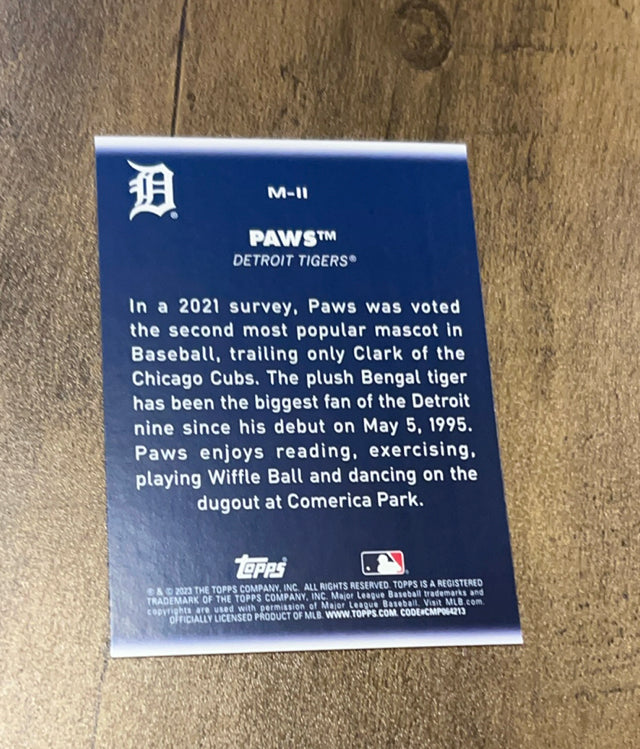 D
M-11
PAWS™
DETROIT TIGERS®
In a 2021 survey, Paws was voted
the second most popular mascot in
Baseball, trailing only Clark of the
Chicago Cubs. The plush Bengal tiger
has been the biggest fan of the Detroit
nine since his debut on May 5, 1995.
Paws enjoys reading, exercising,
playing Wiffle Ball and dancing on the
dugout at Comerica Park.
Topps®
® & © 2023 THE TOPPS COMPANY, INC. ALL RIGHTS RESERVED. TOPPS IS A REGISTERED
TRADEMARK OF THE TOPPS COMPANY, INC. Major League Baseball trademarks and
copyrights are used with permission of Major League Baseball. Visit MLB.com.
OFFICIALLY LICENSED PRODUCT OF MLB. WWW.TOPPS.COM. CODE#CMP064213